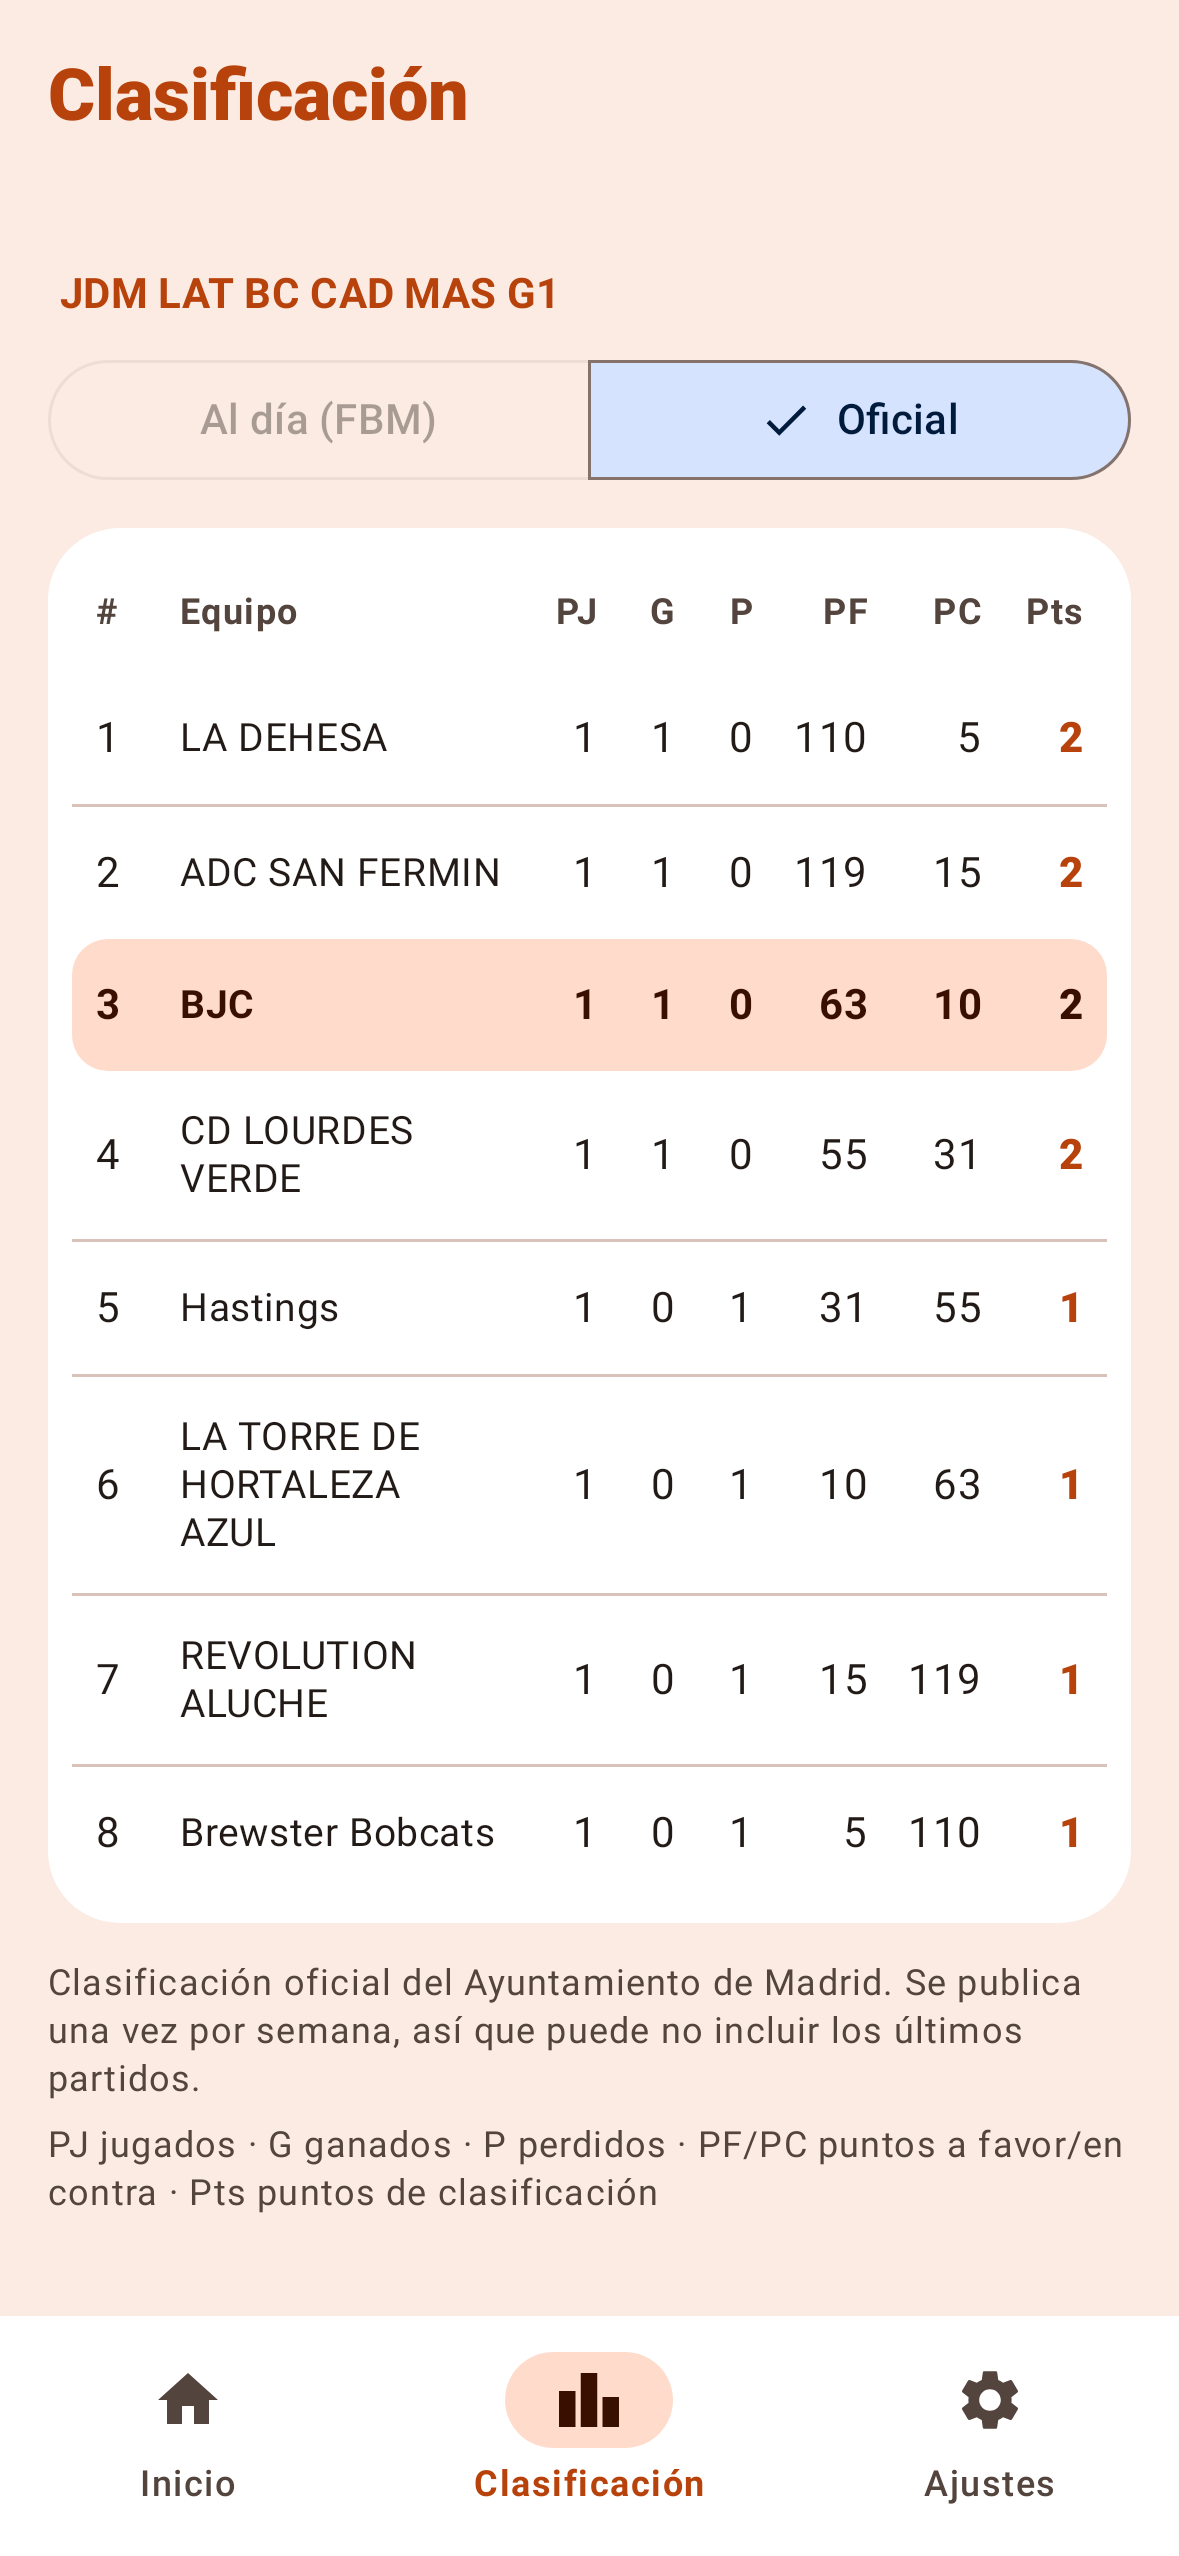 Clasificación
JDM LAT BC CAD MAS G1
Al día (FBM) Oficial
# Equipo PJ G P PF PC Pts
1 LA DEHESA 1 1 0 110 5 2
2 ADC SAN FERMIN 1 1 0 119 15 2
3 BJC 1 1 0 63 10 2
4 CD LOURDES VERDE 1 1 0 55 31 2
5 Hastings 1 0 1 31 55 1
6 LA TORRE DE HORTALEZA AZUL 1 0 1 10 63 1
7 REVOLUTION ALUCHE 1 0 1 15 119 1
8 Brewster Bobcats 1 0 1 5 110 1
Clasificación oficial del Ayuntamiento de Madrid. Se publica
una vez por semana, así que puede no incluir los últimos
partidos.
PJ jugados · G ganados · P perdidos · PF/PC puntos a favor/en
contra · Pts puntos de clasificación
Inicio Clasificación Ajustes